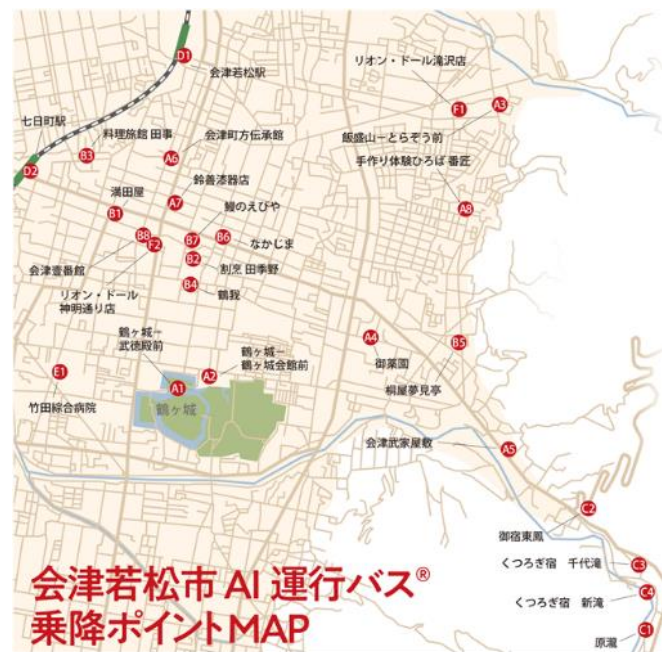 D1
会津若松駅
リオン・ドール滝沢店
F1
A3
七日町駅
料理旅館 田事
B3
会津町方伝承館
A6
飯盛山ーとらぞう前
D2
手作り体験ひろば 番匠
鈴善漆器店
A7
満田屋
鰻のえびや
A8
B1
B8
F2
B7
B6
なかじま
会津壹番館
B2
割烹 田季野
リオン・ドール
神明通り店
B4
鶴我
鶴ヶ城ー
武徳殿前
鶴ヶ城ー
鶴ヶ城会館前
A4
御薬園
B5
E1
A1
A2
桐屋夢見亭
竹田綜合病院
鶴ヶ城
会津武家屋敷
A5
C2
御宿東鳳
くつろぎ宿 千代滝
C3
くつろぎ宿 新滝
C4
原瀧
C1
会津若松市 AI 運行バス®
乗降ポイントMAP